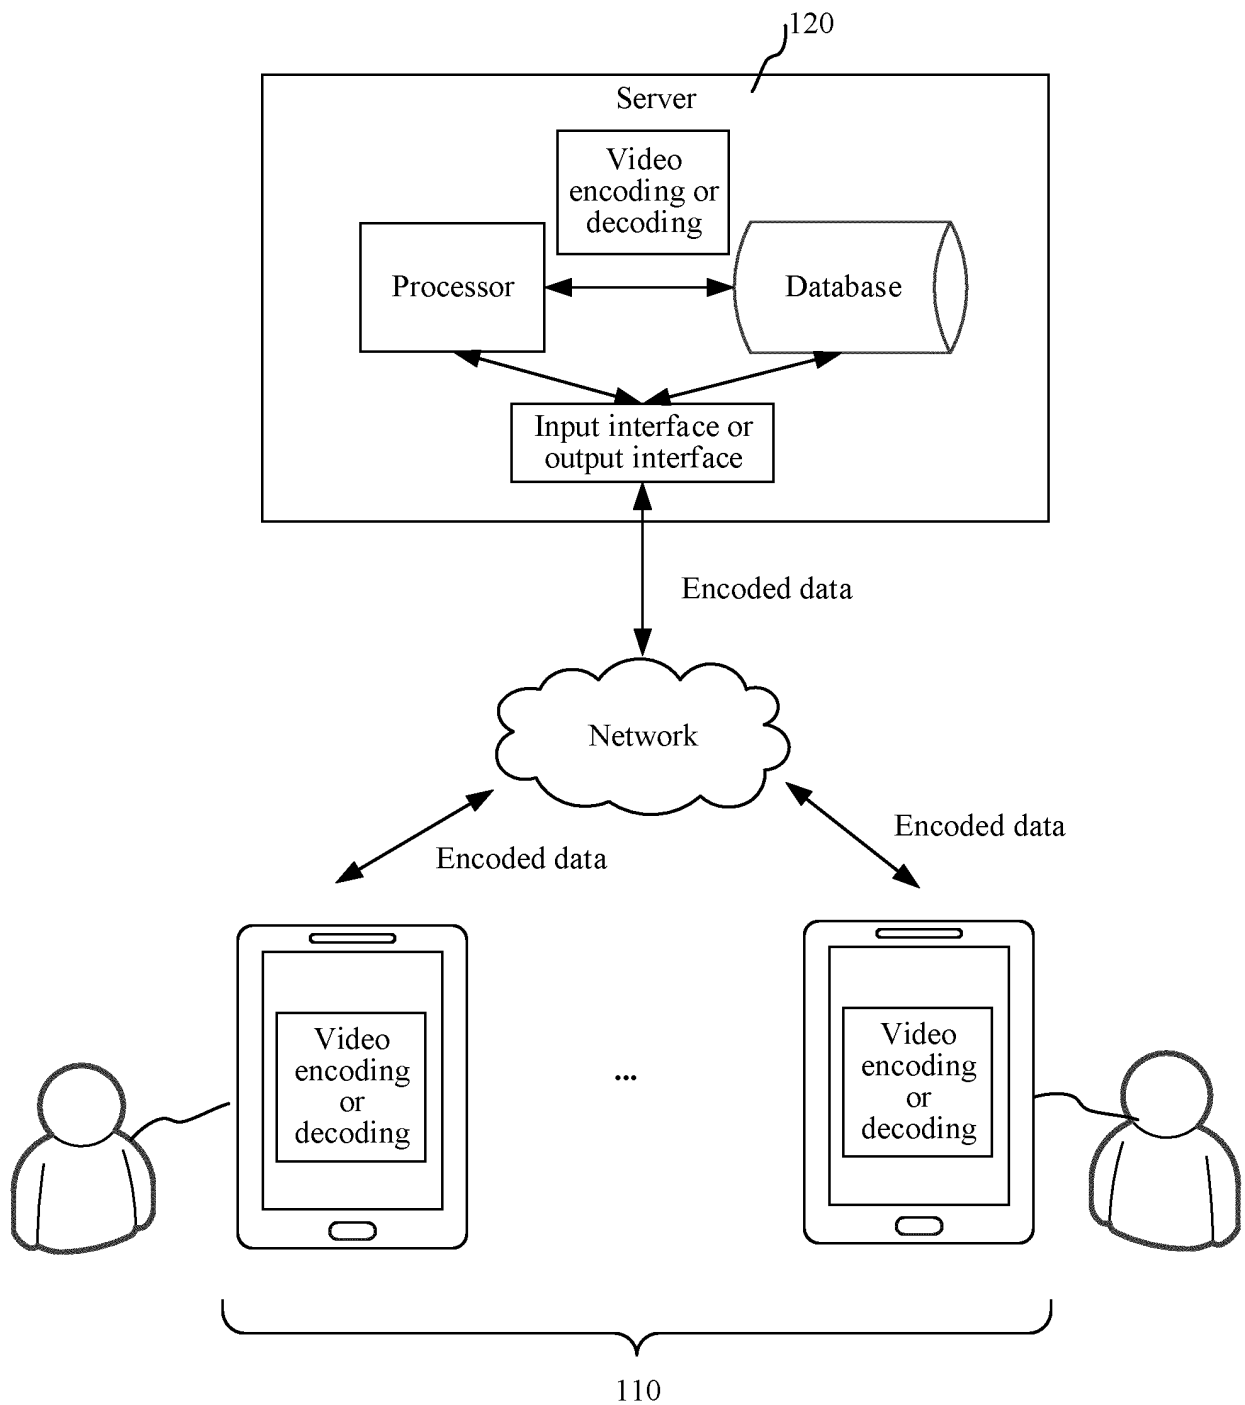 120
Server
Video
encoding or
decoding
Processor
Database
Input interface or
output interface
Encoded data
Network
Encoded data
Encoded data
Video
encoding
or
decoding
...
Video
encoding
or
decoding
110